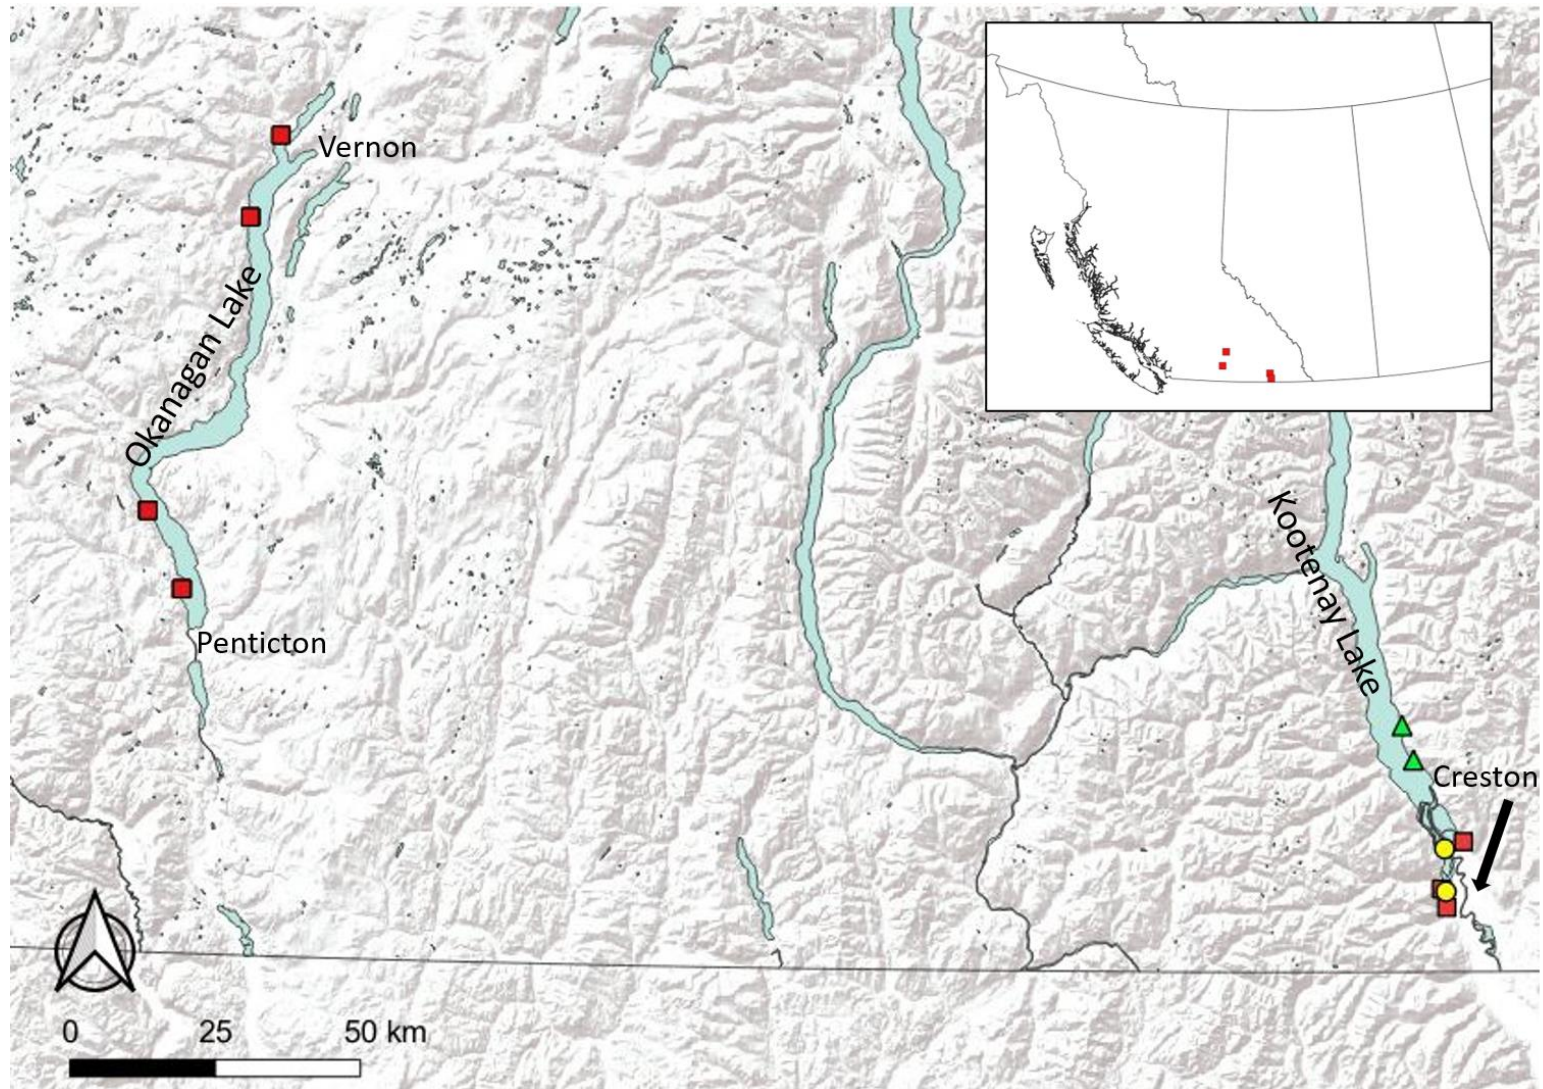 Vernon
Okanagan Lake
Kootenay Lake
Penticton
Creston
0 25 50 km